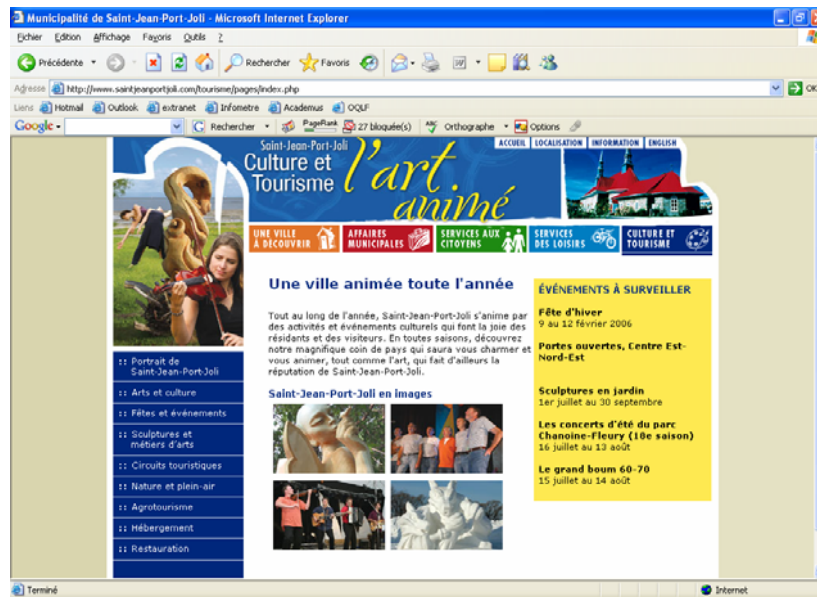 Municipalité de Saint-Jean-Port-Joli - Microsoft Internet Explorer
Fichier Edition Affichage Favoris Outils ?
Précédente Rechercher Favoris
Adresse http://www.saintjeanportjoli.com/tourisme/pages/index.php OK
Liens Hotmail Outlook extranet Infometre Academus OQLF
Google Rechercher PageRank 27 bloquée(s) Orthographe Options
ACCUEIL LOCALISATION INFORMATION ENGLISH
Saint-Jean-Port-Joli
Culture et
Tourisme
l'art
animé
UNE VILLE
À DÉCOUVRIR
AFFAIRES
MUNICIPALES
SERVICES AUX
CITOYENS
SERVICES
DES LOISIRS
CULTURE ET
TOURISME
:: Portrait de
Saint-Jean-Port-Joli
:: Arts et culture
:: Fêtes et événements
:: Sculptures et
métiers d'arts
:: Circuits touristiques
:: Nature et plein-air
:: Agrotourisme
:: Hébergement
:: Restauration
Une ville animée toute l'année
Tout au long de l'année, Saint-Jean-Port-Joli s'anime par
des activités et événements culturels qui font la joie des
résidants et des visiteurs. En toutes saisons, découvrez
notre magnifique coin de pays qui saura vous charmer et
vous animer, tout comme l'art, qui fait d'ailleurs la
réputation de Saint-Jean-Port-Joli.
Saint-Jean-Port-Joli en images
ÉVÉNEMENTS À SURVEILLER
Fête d'hiver
9 au 12 février 2006
Portes ouvertes, Centre Est-
Nord-Est
Sculptures en jardin
1er juillet au 30 septembre
Les concerts d'été du parc
Chanoine-Fleury (10e saison)
16 juillet au 13 août
Le grand boum 60-70
15 juillet au 14 août
Terminé
Internet